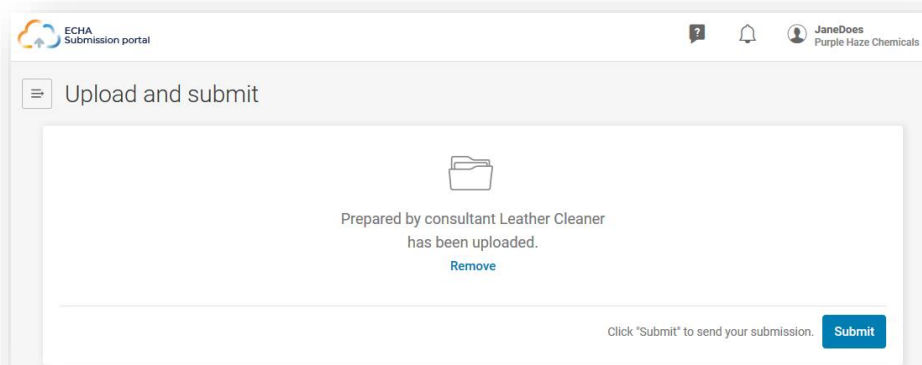 ECHA
Submission portal
?
JaneDoes
Purple Haze Chemicals
Upload and submit
Prepared by consultant Leather Cleaner
has been uploaded.
Remove
Click "Submit" to send your submission.
Submit